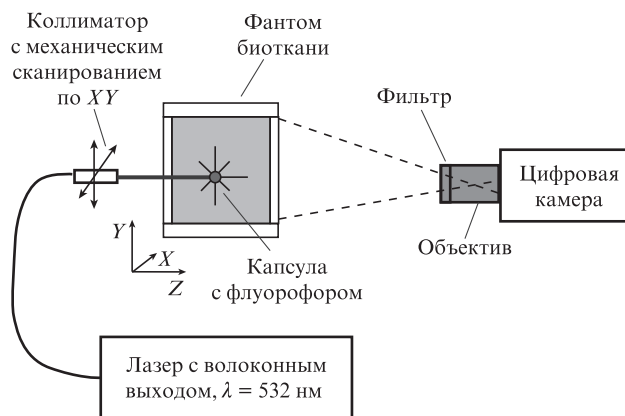 Коллиматор
с механическим
сканированием
по XY
Фантом
биоткани
Фильтр
Цифровая
камера
Объектив
Y
X
Z
Капсула
с флуорофором
Лазер с волоконным
выходом, λ = 532 нм